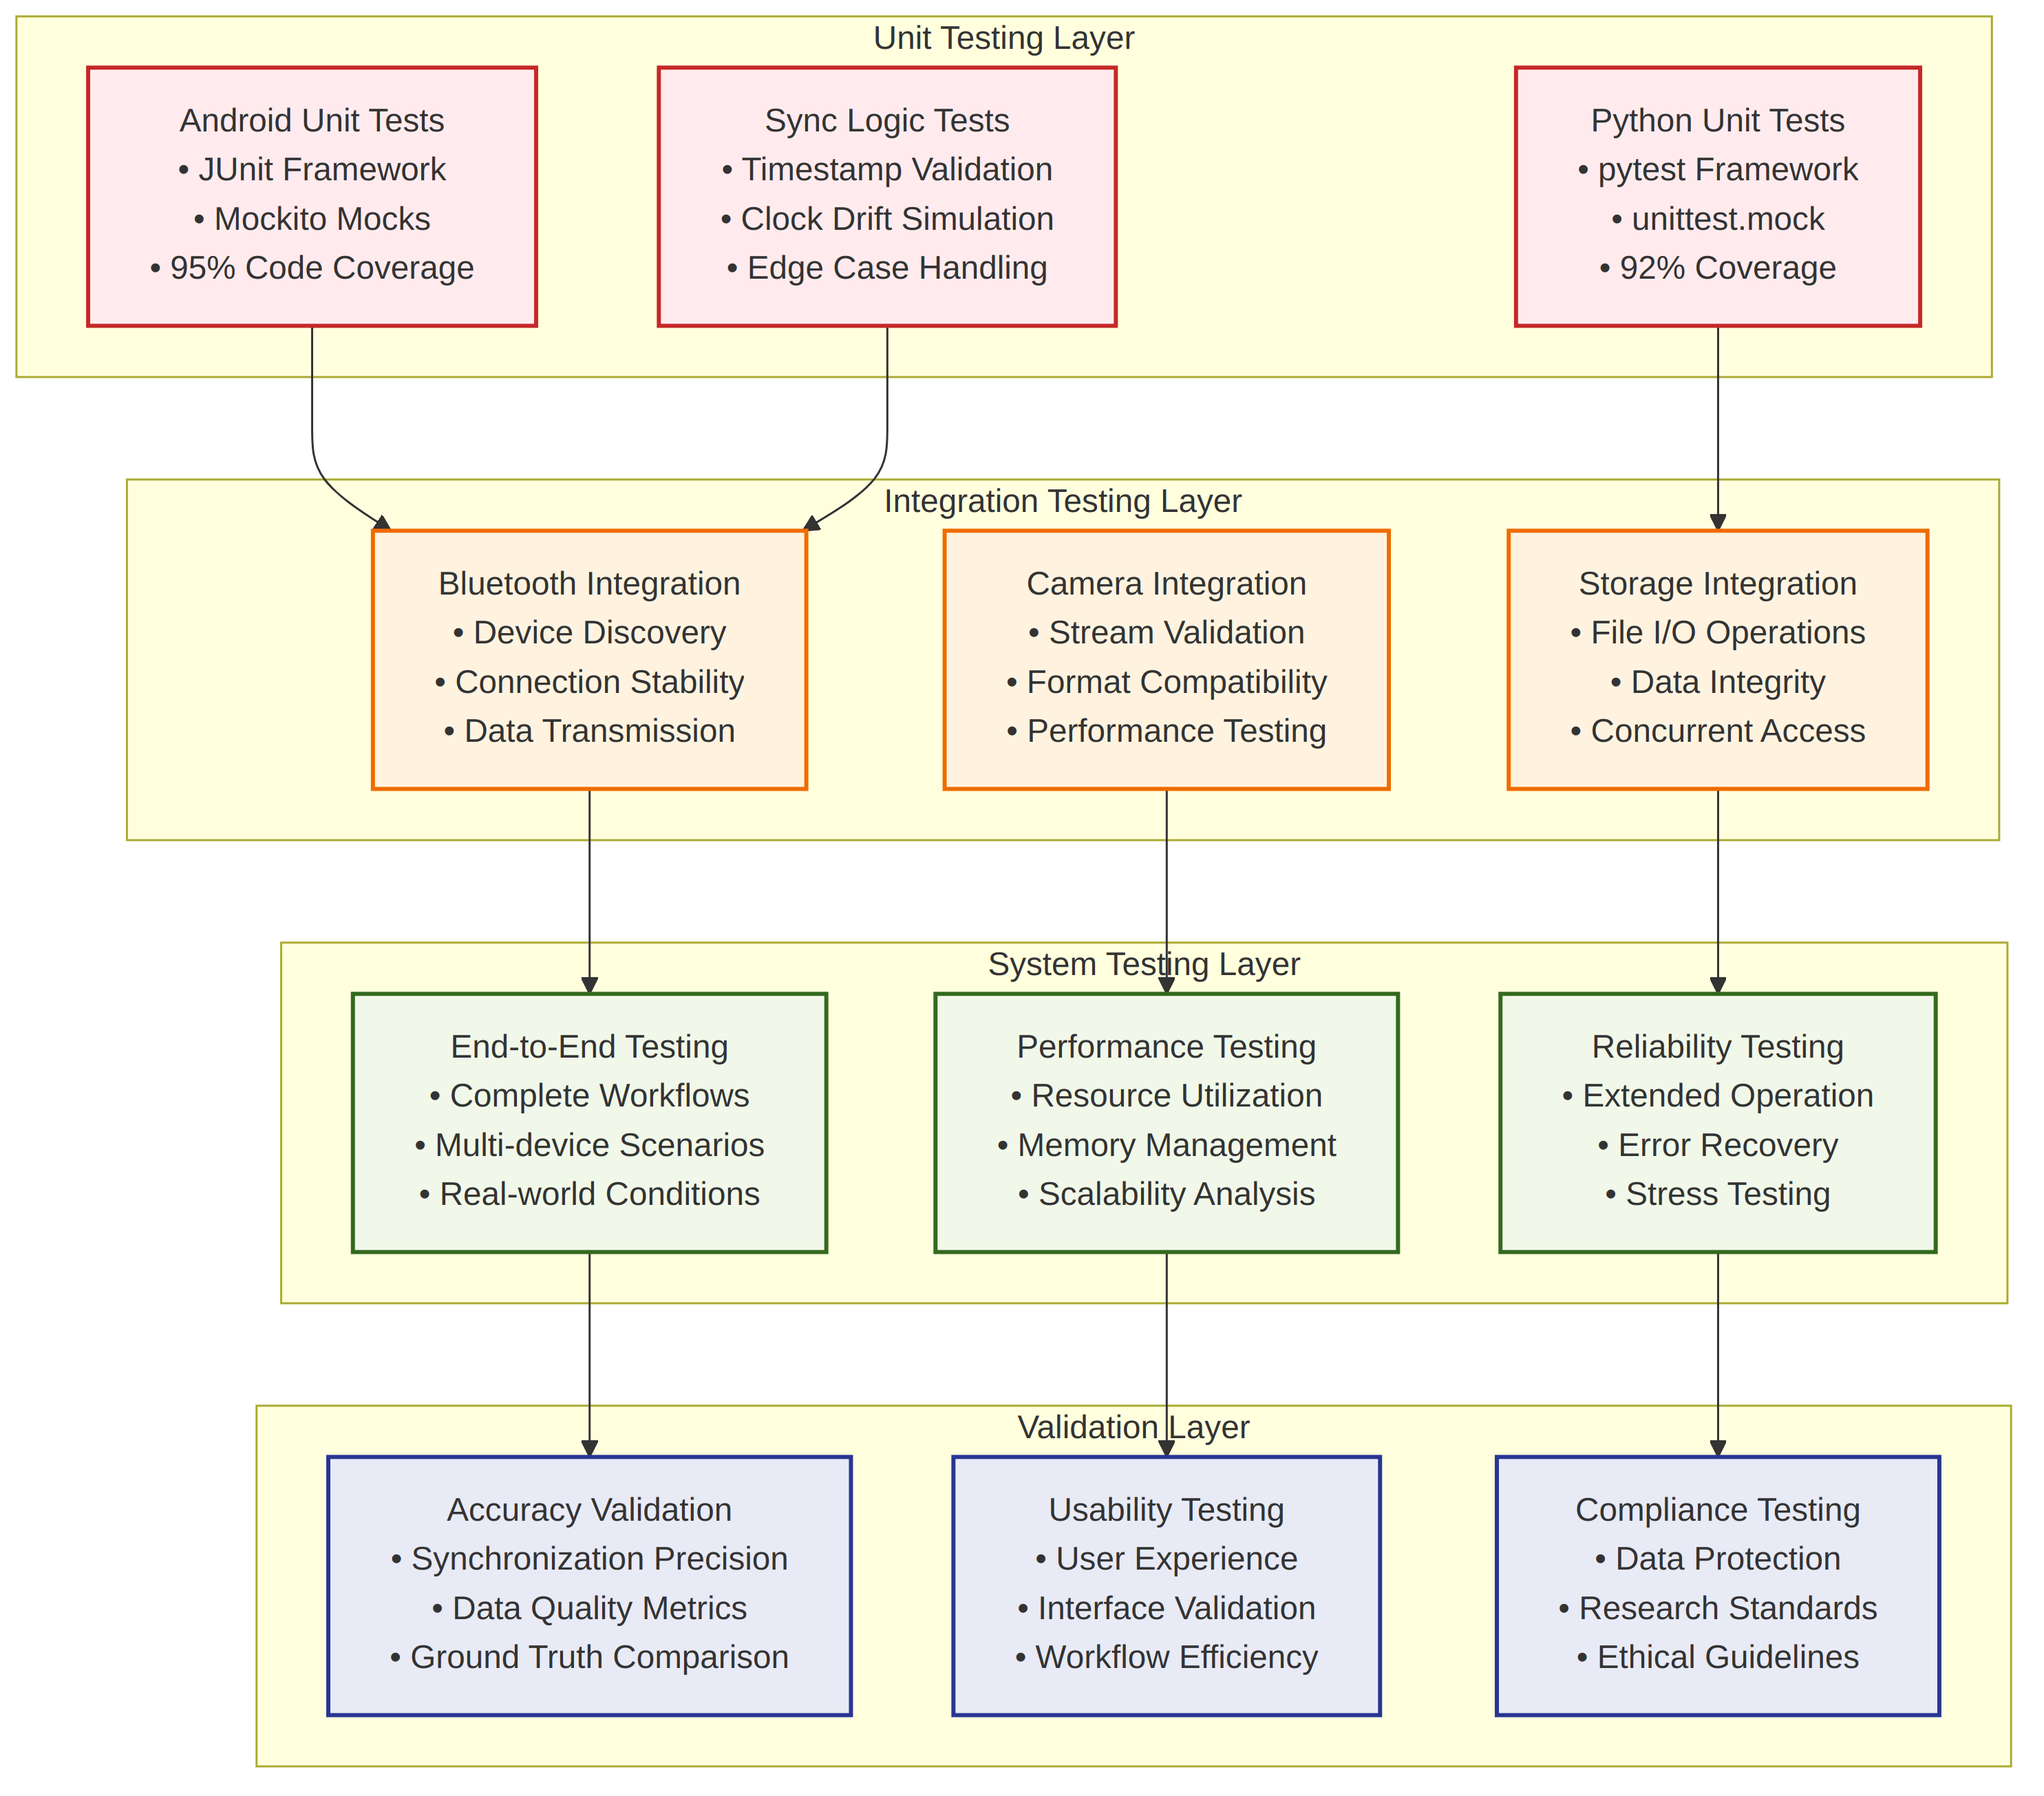 Unit Testing Layer
Android Unit Tests
• JUnit Framework
• Mockito Mocks
• 95% Code Coverage
Sync Logic Tests
• Timestamp Validation
• Clock Drift Simulation
• Edge Case Handling
Python Unit Tests
• pytest Framework
• unittest.mock
• 92% Coverage
Integration Testing Layer
Bluetooth Integration
• Device Discovery
• Connection Stability
• Data Transmission
Camera Integration
• Stream Validation
• Format Compatibility
• Performance Testing
Storage Integration
• File I/O Operations
• Data Integrity
• Concurrent Access
System Testing Layer
End-to-End Testing
• Complete Workflows
• Multi-device Scenarios
• Real-world Conditions
Performance Testing
• Resource Utilization
• Memory Management
• Scalability Analysis
Reliability Testing
• Extended Operation
• Error Recovery
• Stress Testing
Validation Layer
Accuracy Validation
• Synchronization Precision
• Data Quality Metrics
• Ground Truth Comparison
Usability Testing
• User Experience
• Interface Validation
• Workflow Efficiency
Compliance Testing
• Data Protection
• Research Standards
• Ethical Guidelines